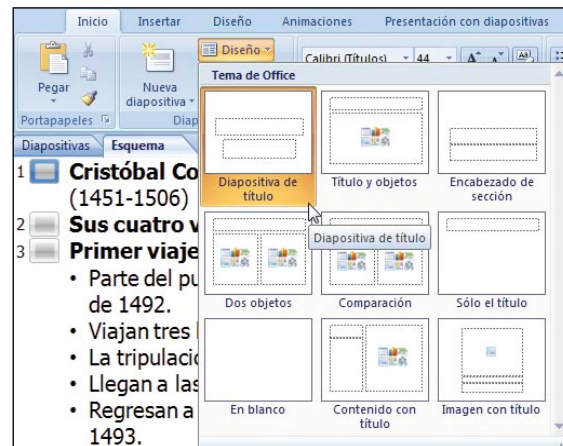 Inicio Insertar Diseño Animaciones Presentación con diapositivas
Diseño
Calibri (Títulos) 44
Pegar Nueva
diapositiva
Portapapeles Diap
Tema de Office
Diapositiva de
título
Título y objetos
Encabezado de
sección
Diapositiva de título
Dos objetos Comparación Sólo el título
En blanco
Contenido con
título
Imagen con título
Diapositivas Esquema
1 Cristóbal Co
(1451-1506)
2 Sus cuatro v
3 Primer viaje
• Parte del pu
de 1492.
• Viajan tres
• La tripulació
• Llegan a las
• Regresan a
1493.